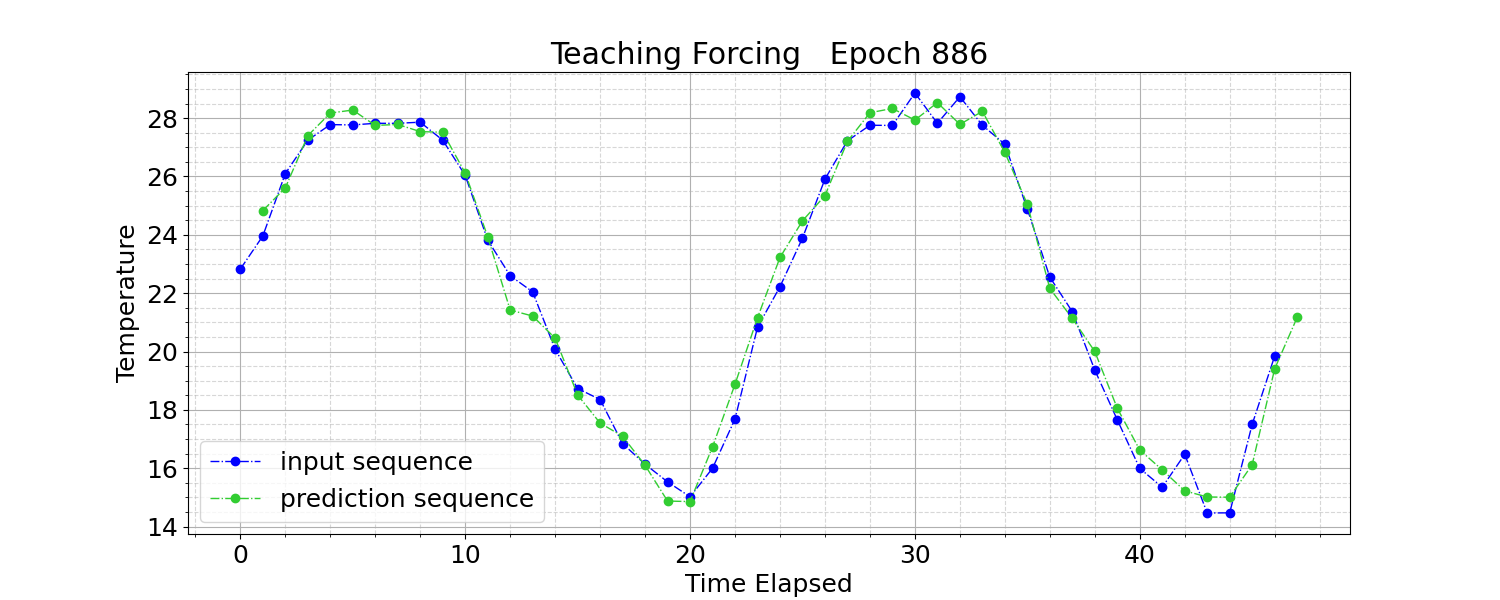 Teaching Forcing   Epoch 886
Temperature
28
26
24
22
20
18
16
14
input sequence
prediction sequence
0 10 20 30 40
Time Elapsed